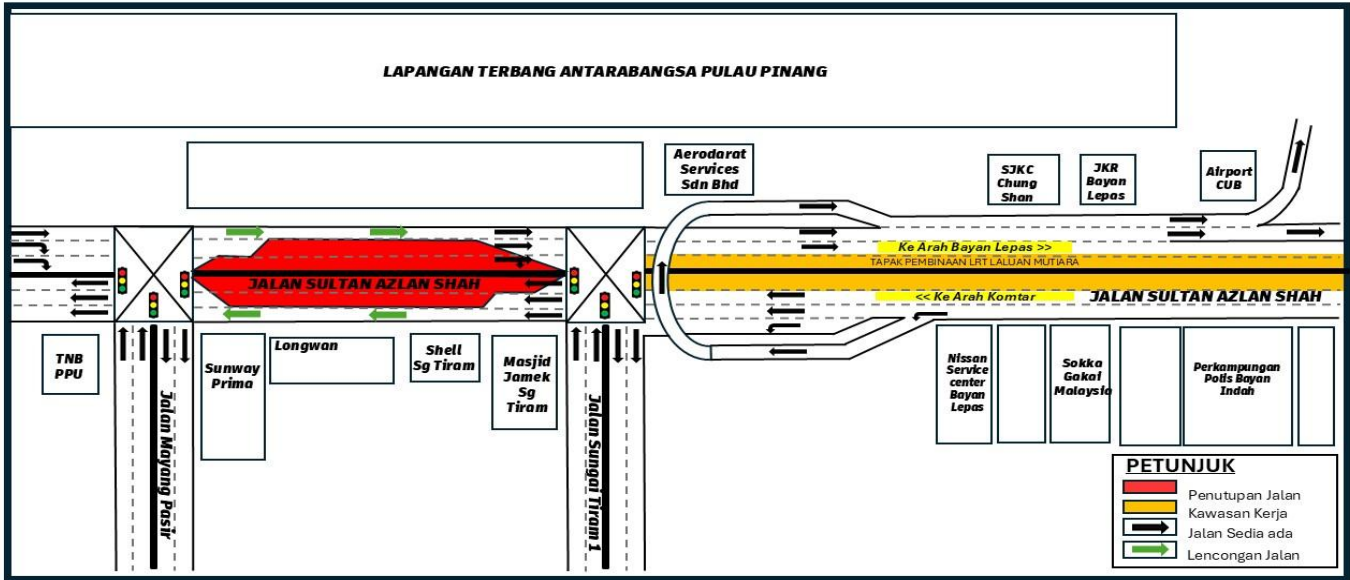 LAPANGAN TERBANG ANTARABANGSA PULAU PINANG
Aerodarat
Services
Sdn Bhd
SJKC
Chung
Shan
JKR
Bayan
Lepas
Airport
CUB
Ke Arah Bayan Lepas >>
TAPAK PEMBINAAN LRT LALUAN MUTIARA
JALAN SULTAN AZLAN SHAH
<< Ke Arah Komtar
JALAN SULTAN AZLAN SHAH
TNB
PPU
Jalan Mayang Pasir
Sunway
Prima
Longwan
Shell
Sg Tiram
Masjid
Jamek
Sg
Tiram
Jalan Sungai Tiram 1
Nissan
Service
center
Bayan
Lepas
Sokka
Gakai
Malaysia
Perkampungan
Polis Bayan
Indah
PETUNJUK
Penutupan Jalan
Kawasan Kerja
Jalan Sedia ada
Lencongan Jalan